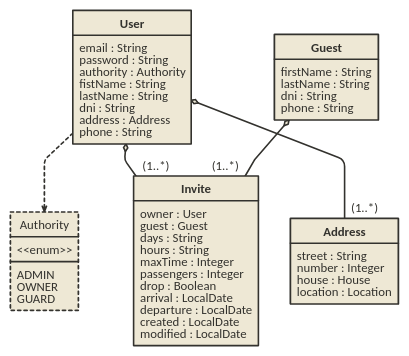 User
email : String
password : String
authority : Authority
fistName : String
lastName : String
dni : String
address : Address
phone : String
Guest
firstName : String
lastName : String
dni : String
phone : String
(1..*)
(1..*)
Invite
owner : User
guest : Guest
days : String
hours : String
maxTime : Integer
passengers : Integer
drop : Boolean
arrival : LocalDate
departure : LocalDate
created : LocalDate
modified : LocalDate
(1..*)
Address
street : String
number : Integer
house : House
location : Location
Authority
<<enum>>
ADMIN
OWNER
GUARD